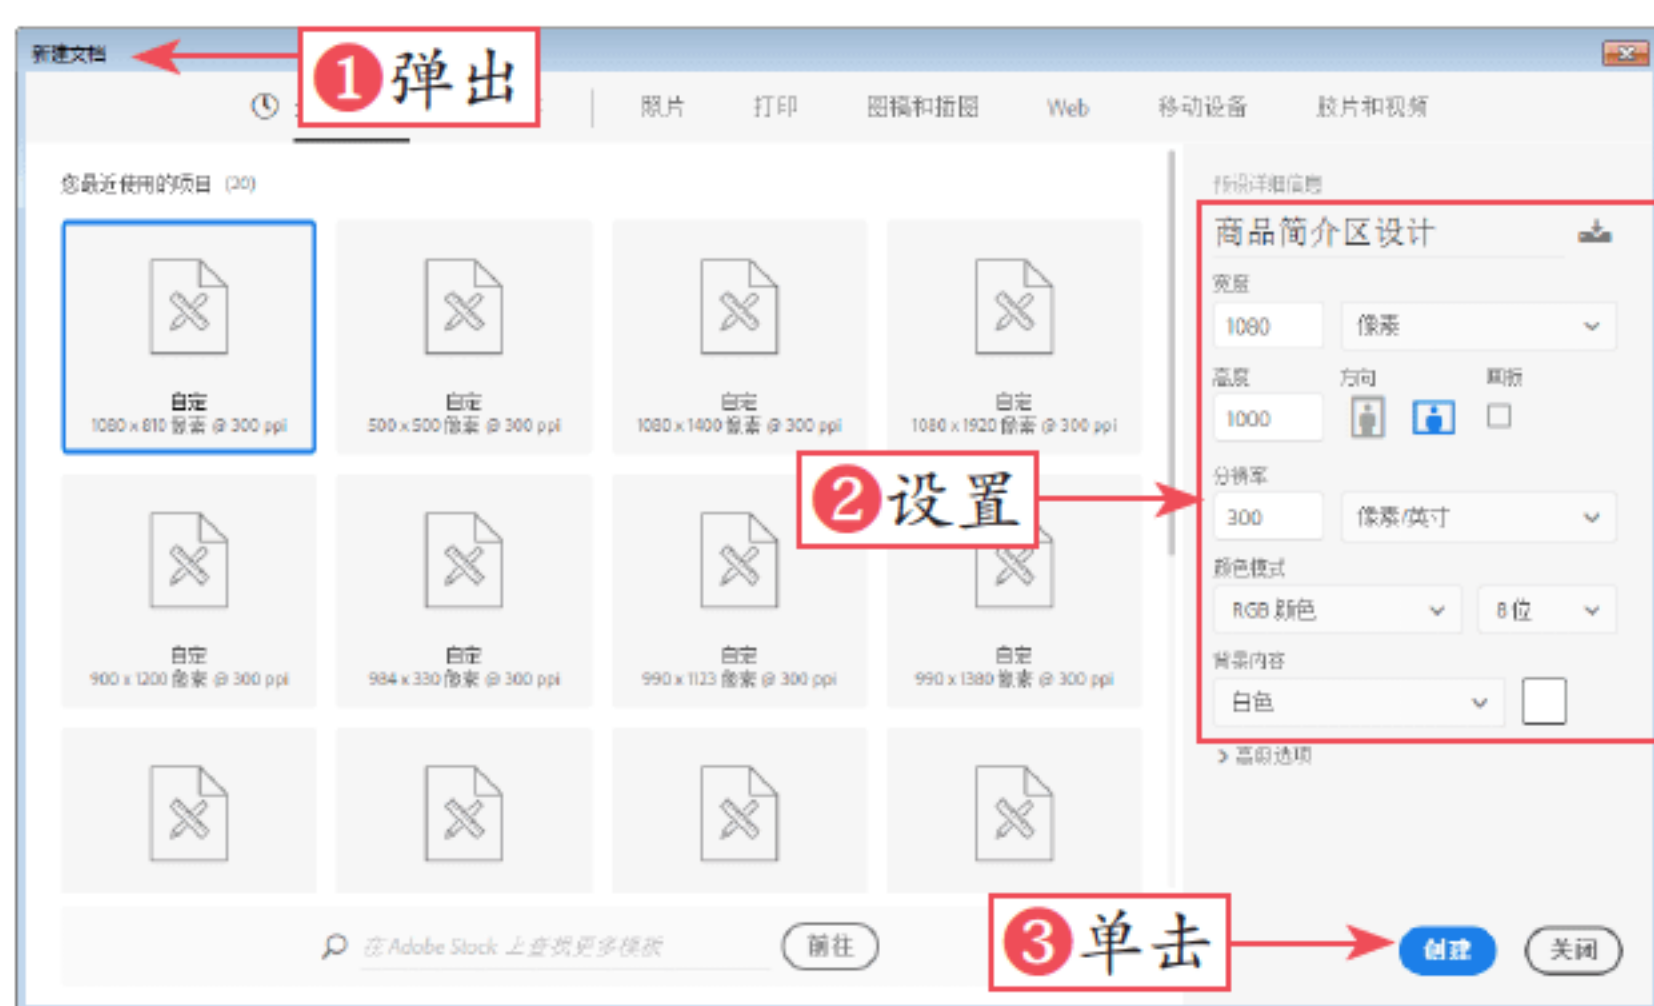 新建文档
❶弹出
照片 打印 图稿和插图 Web 移动设备 胶片和视频
您最近使用的项目 (20)
自定
1080 x 810 像素 @ 300 ppi
自定
500 x 500 像素 @ 300 ppi
自定
1080 x 1400 像素 @ 300 ppi
自定
1080 x 1920 像素 @ 300 ppi
自定
900 x 1200 像素 @ 300 ppi
自定
984 x 330 像素 @ 300 ppi
自定
990 x 1123 像素 @ 300 ppi
自定
990 x 1380 像素 @ 300 ppi
在 Adobe Stock 上查找更多模板
前往
❷设置
预设详细信息
商品简介区设计
宽度
1080 像素
高度 方向 画板
1000
分辨率
300 像素/英寸
颜色模式
RGB 颜色 8 位
背景内容
白色
高级选项
❸单击
创建 关闭